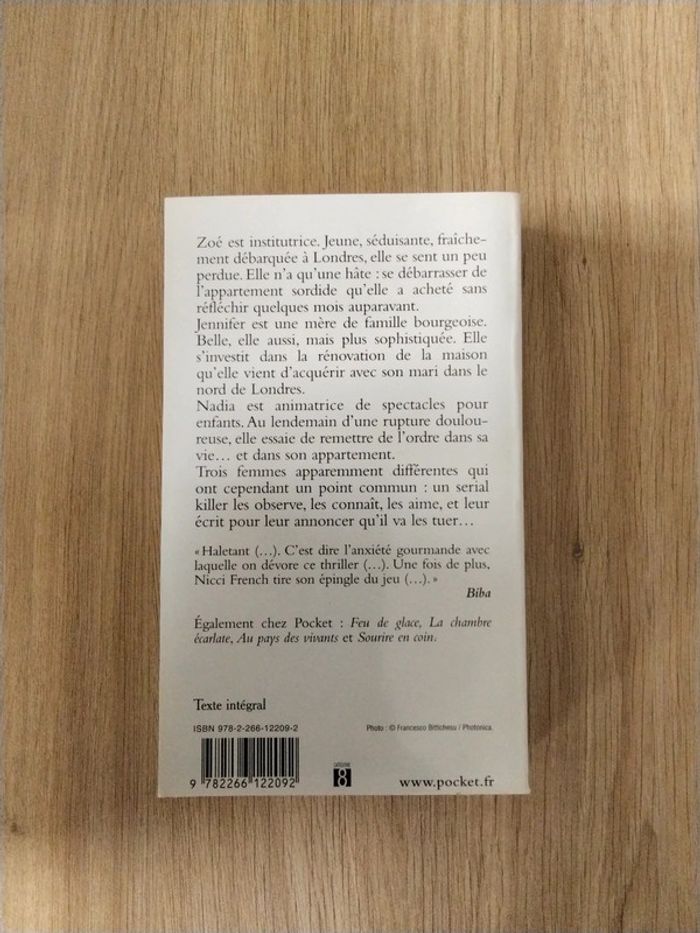 Zoé est institutrice. Jeune, séduisante, fraîche-
ment débarquée à Londres, elle se sent un peu
perdue. Elle n'a qu'une hâte : se débarrasser de
l'appartement sordide qu'elle a acheté sans
réfléchir quelques mois auparavant.
Jennifer est une mère de famille bourgeoise.
Belle, elle aussi, mais plus sophistiquée. Elle
s'investit dans la rénovation de la maison
qu'elle vient d'acquérir avec son mari dans le
nord de Londres.
Nadia est animatrice de spectacles pour
enfants. Au lendemain d'une rupture doulou-
reuse, elle essaie de remettre de l'ordre dans sa
vie… et dans son appartement.
Trois femmes apparemment différentes qui
ont cependant un point commun : un serial
killer les observe, les connaît, les aime, et leur
écrit pour leur annoncer qu'il va les tuer…
« Haletant (…). C'est dire l'anxiété gourmande avec
laquelle on dévore ce thriller (…). Une fois de plus,
Nicci French tire son épingle du jeu (…). »
Biba
Également chez Pocket : Feu de glace, La chambre
écarlate, Au pays des vivants et Sourire en coin.
Texte intégral
ISBN 978-2-266-12209-2
Photo : © Francesco Bittichesu / Photonica.
9 782266 122092
CATÉGORIE
8
www.pocket.fr